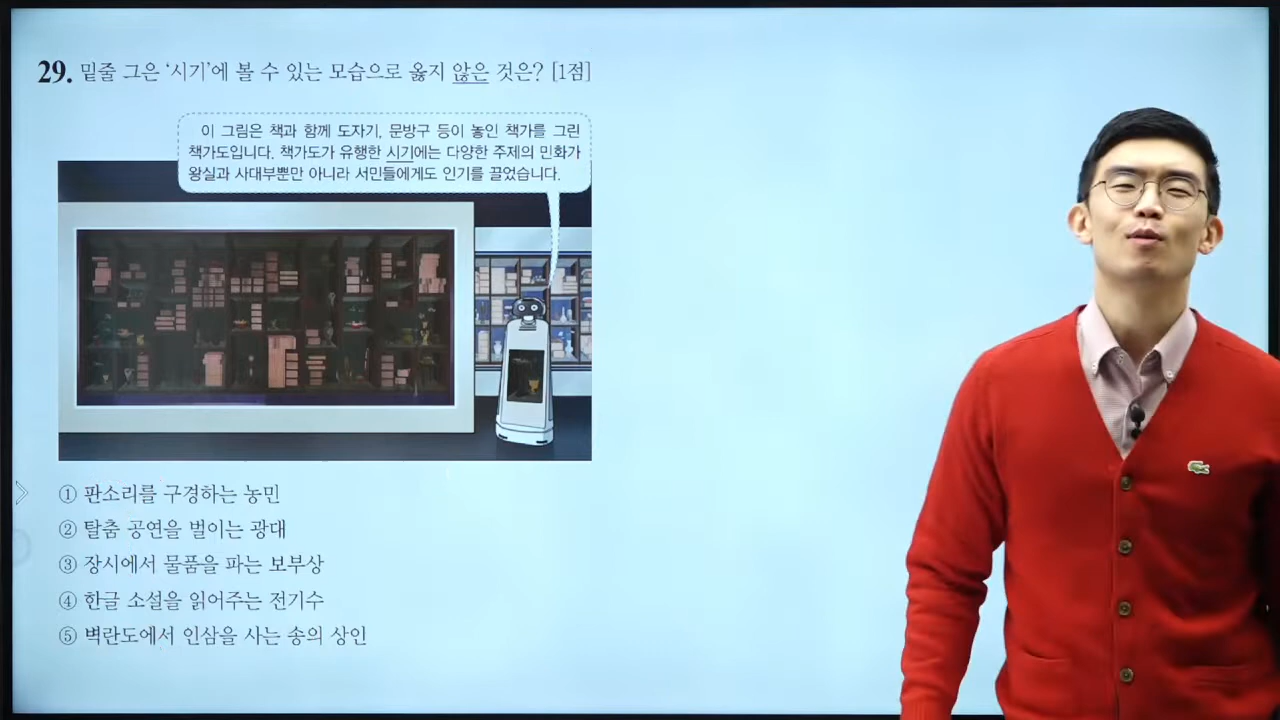 29. 밑줄 그은 ‘시기’에 볼 수 있는 모습으로 옳지 않은 것은? [1점]
이 그림은 책과 함께 도자기, 문방구 등이 놓인 책가를 그린
책가도입니다. 책가도가 유행한 시기에는 다양한 주제의 민화가
왕실과 사대부뿐만 아니라 서민들에게도 인기를 끌었습니다.
① 판소리를 구경하는 농민
② 탈춤 공연을 벌이는 광대
③ 장시에서 물품을 파는 보부상
④ 한글 소설을 읽어주는 전기수
⑤ 벽란도에서 인삼을 사는 송의 상인